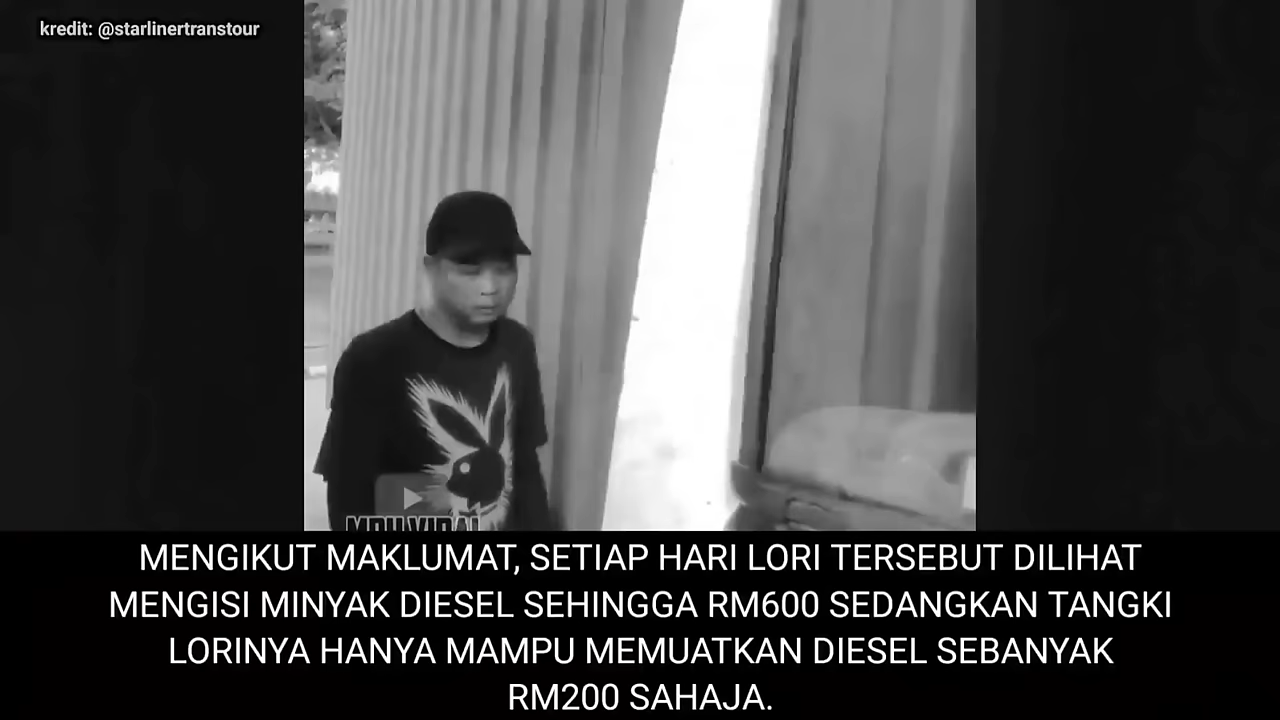 kredit: @starlinertranstour
MENGIKUT MAKLUMAT, SETIAP HARI LORI TERSEBUT DILIHAT
MENGISI MINYAK DIESEL SEHINGGA RM600 SEDANGKAN TANGKI
LORINYA HANYA MAMPU MEMUATKAN DIESEL SEBANYAK
RM200 SAHAJA.